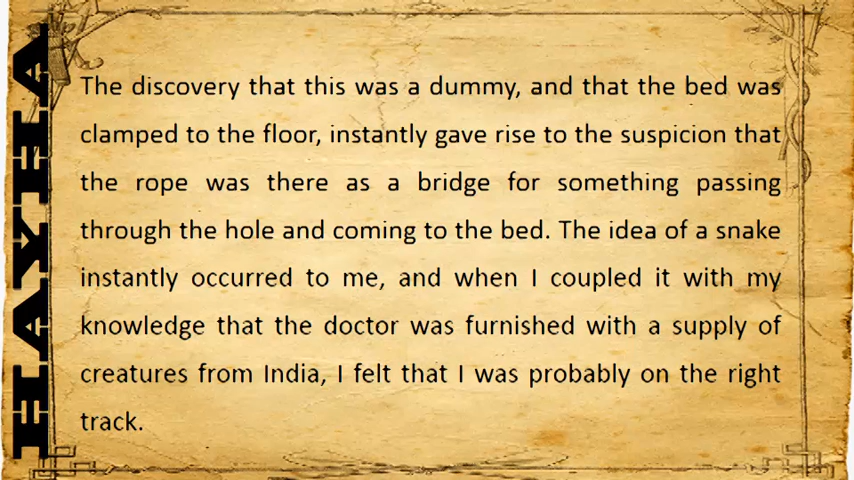 HAYHA
The discovery that this was a dummy, and that the bed was
clamped to the floor, instantly gave rise to the suspicion that
the rope was there as a bridge for something passing
through the hole and coming to the bed. The idea of a snake
instantly occurred to me, and when I coupled it with my
knowledge that the doctor was furnished with a supply of
creatures from India, I felt that I was probably on the right
track.